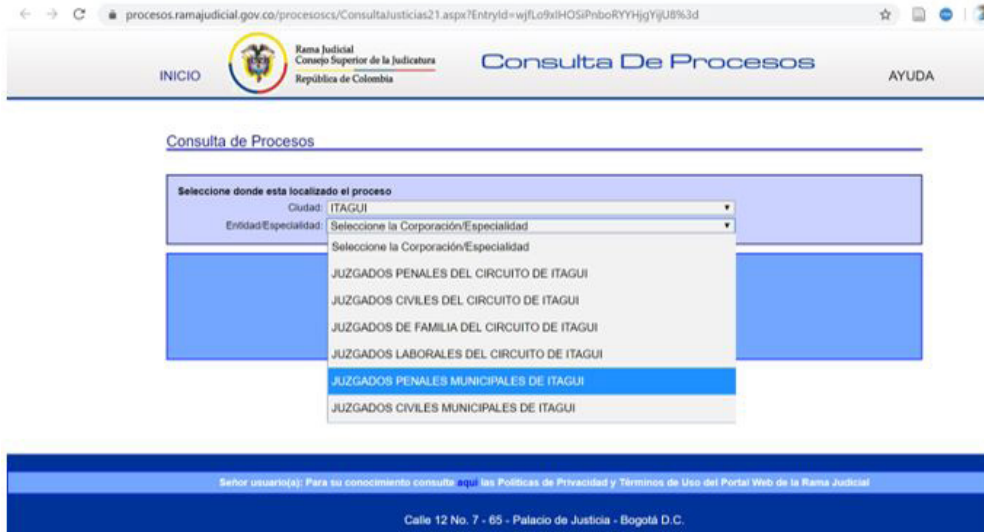 procesos.ramajudicial.gov.co/procesoscs/ConsultaJusticias21.aspx?EntryId=wjfLo9xIHOSiPnboRYYHjgYijU8%3d
INICIO
Rama Judicial
Consejo Superior de la Judicatura
República de Colombia
Consulta De Procesos
AYUDA
Consulta de Procesos
Seleccione donde esta localizado el proceso
Ciudad: ITAGUI
Entidad/Especialidad: Seleccione la Corporación/Especialidad
Seleccione la Corporación/Especialidad
JUZGADOS PENALES DEL CIRCUITO DE ITAGUI
JUZGADOS CIVILES DEL CIRCUITO DE ITAGUI
JUZGADOS DE FAMILIA DEL CIRCUITO DE ITAGUI
JUZGADOS LABORALES DEL CIRCUITO DE ITAGUI
JUZGADOS PENALES MUNICIPALES DE ITAGUI
JUZGADOS CIVILES MUNICIPALES DE ITAGUI
Señor usuario(a): Para su conocimiento consulte aquí las Políticas de Privacidad y Términos de Uso del Portal Web de la Rama Judicial
Calle 12 No. 7 - 65 - Palacio de Justicia - Bogotá D.C.